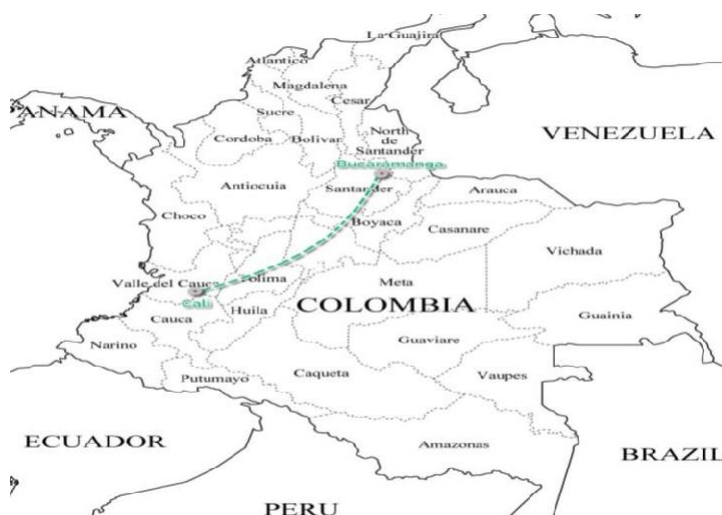 La Guajira
Atlantico
Magdalena
Cesar
PANAMA
Sucre
Cordoba
Bolivar
North
de
Santander
VENEZUELA
Bucaramanga
Antiocuia
Santander
Arauca
Choco
Boyaca
Casanare
Vichada
Valle del Cauca
Tolima
Meta
Cali
COLOMBIA
Cauca
Huila
Guainia
Narino
Guaviare
Putumayo
Caqueta
Vaupes
ECUADOR
Amazonas
BRAZIL
PERU